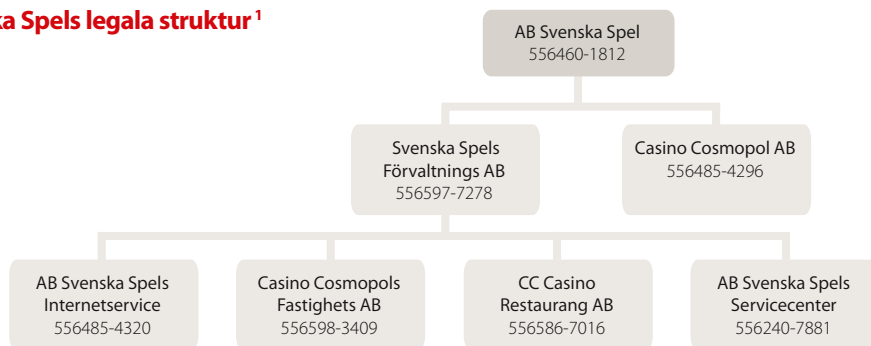 ka Spels legala struktur¹
AB Svenska Spel
556460-1812
Svenska Spels
Förvaltnings AB
556597-7278
Casino Cosmopol AB
556485-4296
AB Svenska Spels
Internetservice
556485-4320
Casino Cosmopols
Fastighets AB
556598-3409
CC Casino
Restaurang AB
556586-7016
AB Svenska Spels
Servicecenter
556240-7881